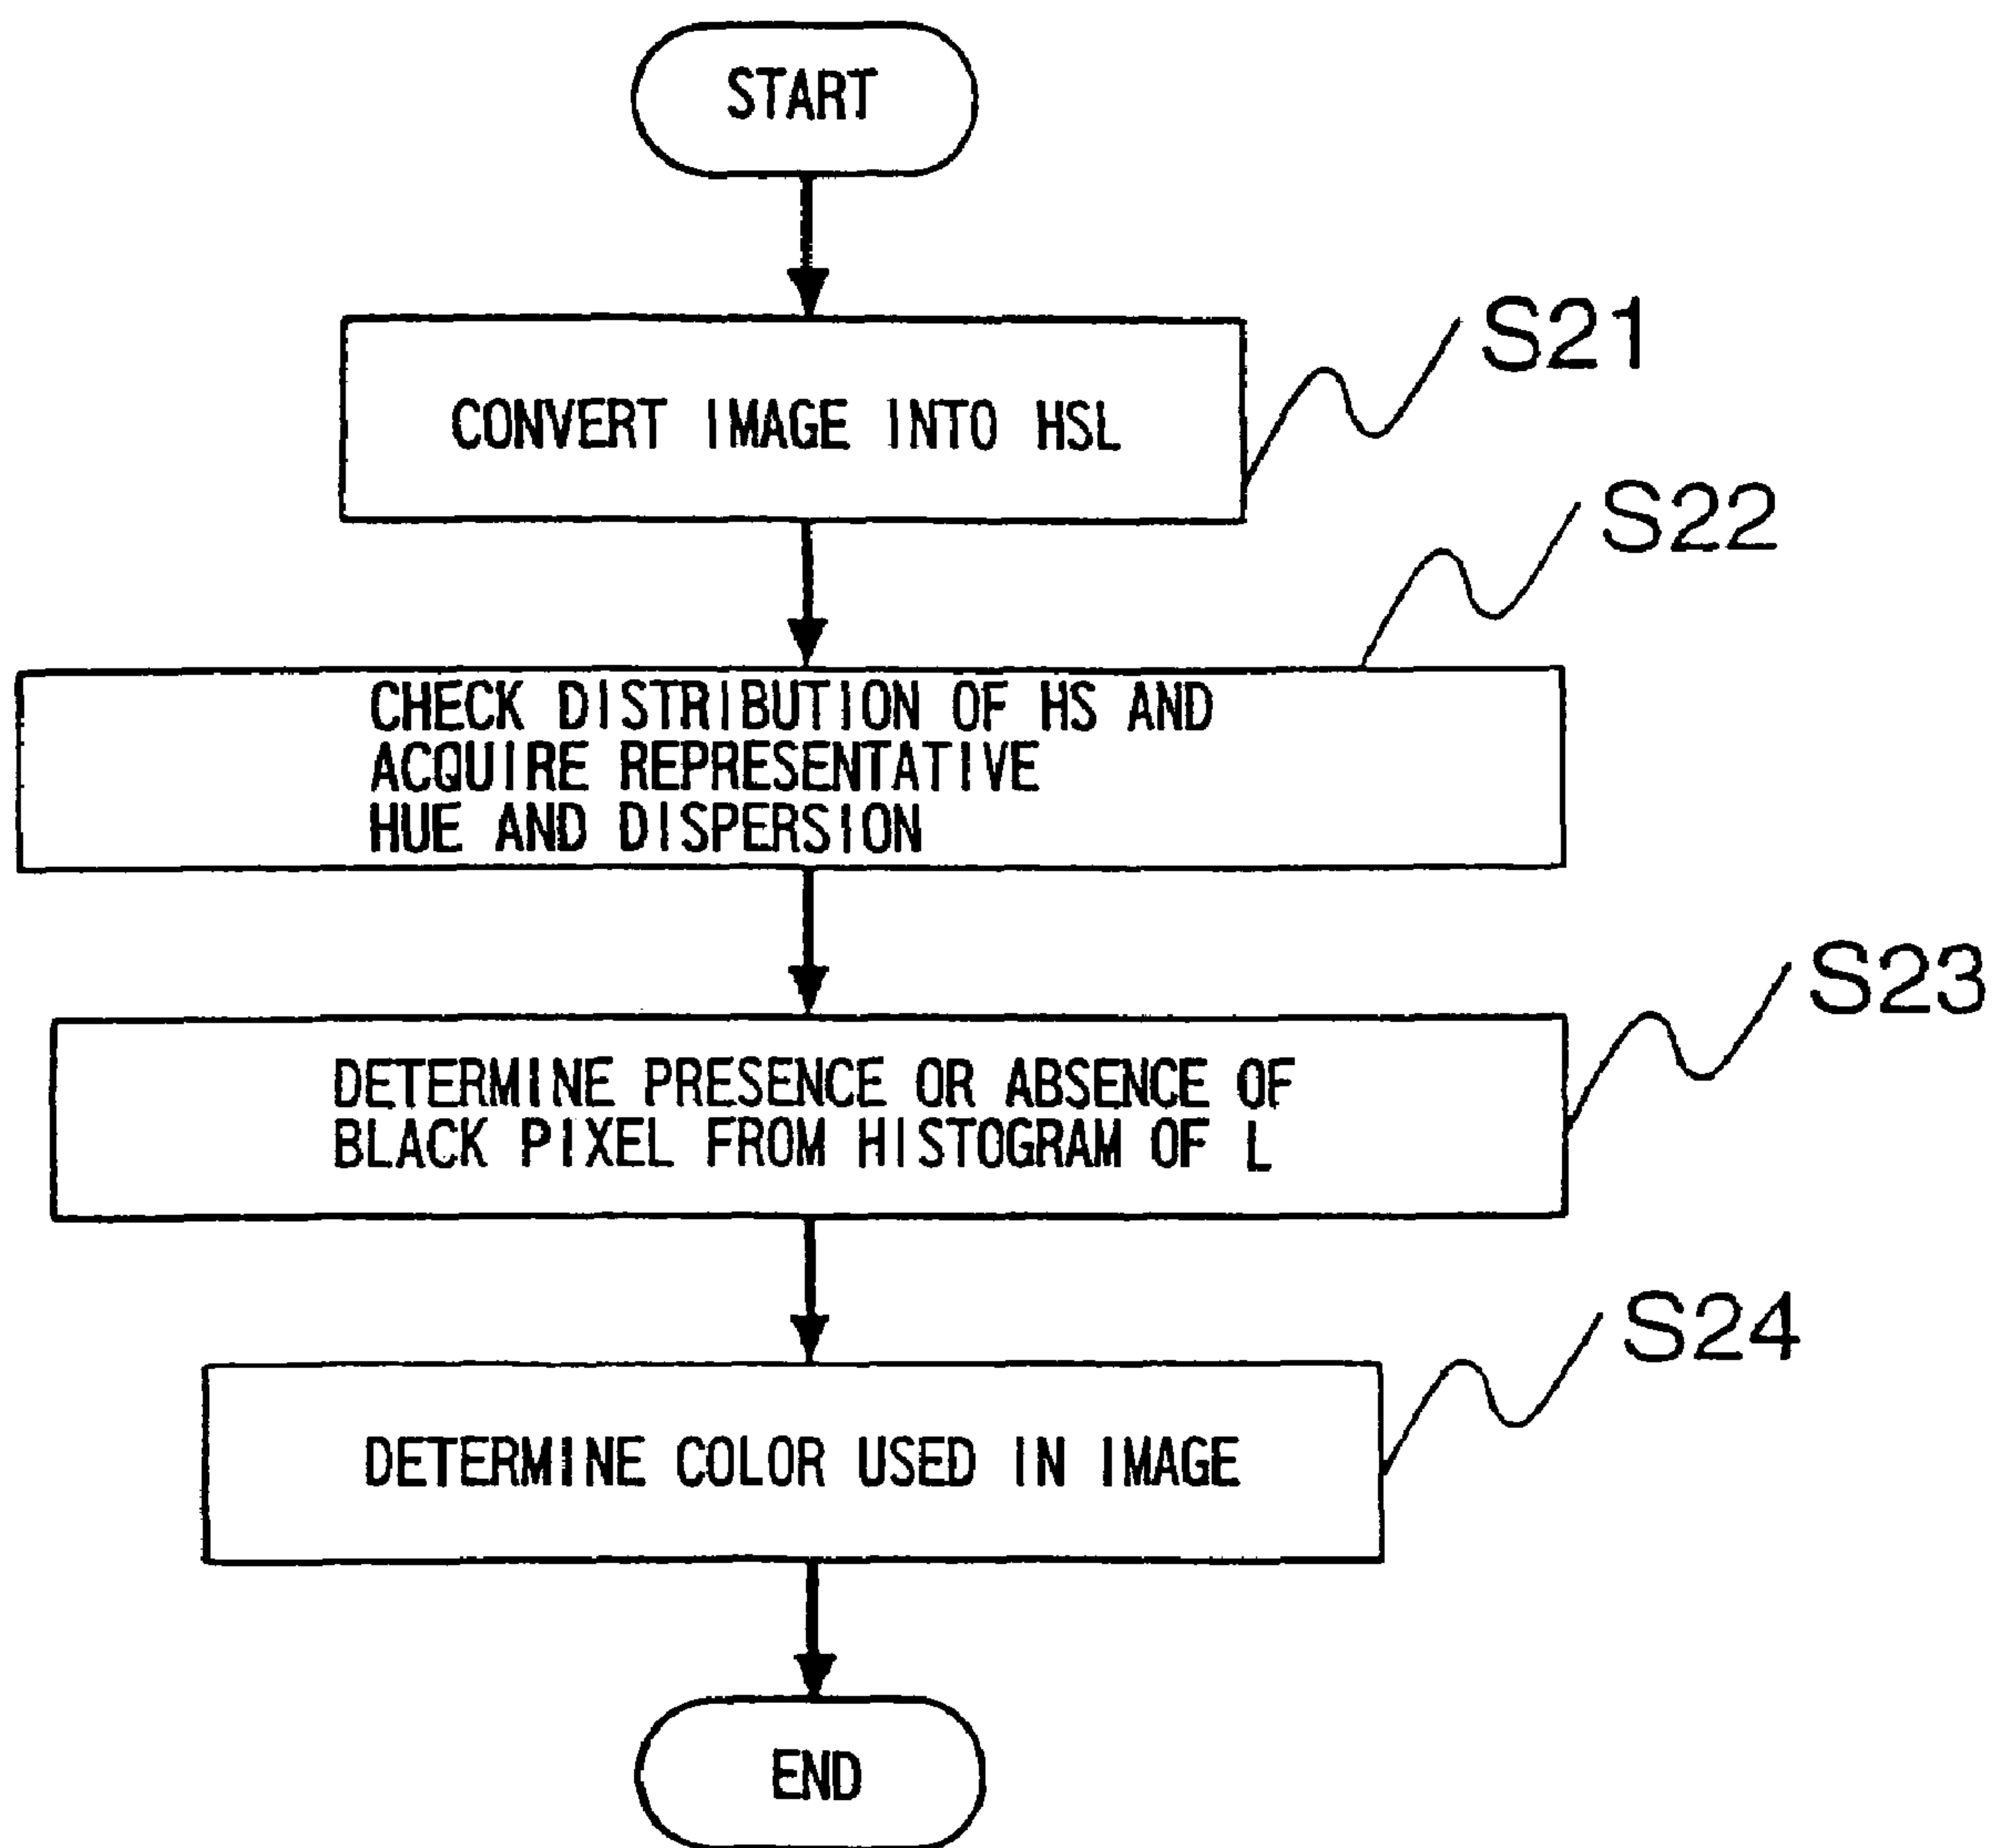 START
CONVERT IMAGE INTO HSL
S21
S22
CHECK DISTRIBUTION OF HS AND
ACQUIRE REPRESENTATIVE
HUE AND DISPERSION
S23
DETERMINE PRESENCE OR ABSENCE OF
BLACK PIXEL FROM HISTOGRAM OF L
S24
DETERMINE COLOR USED IN IMAGE
END